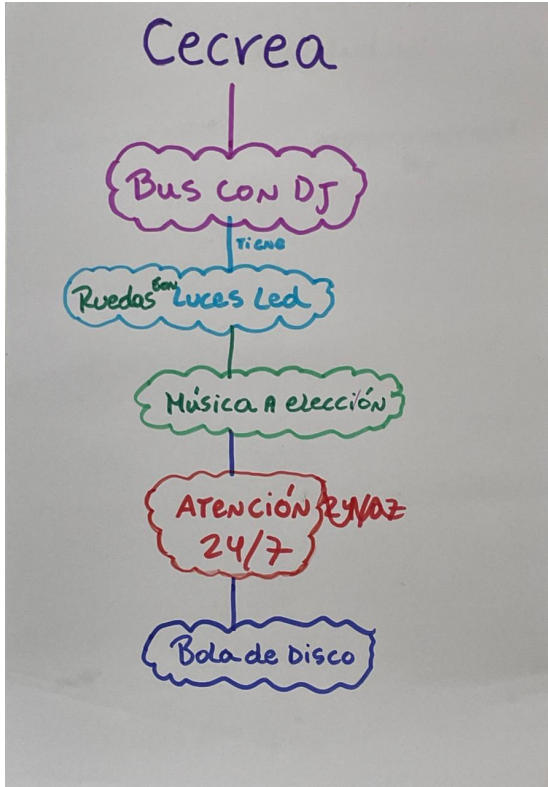 Cecrea
Bus con DJ
Tiene
Ruedas con Luces Led
Música A elección
ATENCIÓN
24/7
Bola de Disco